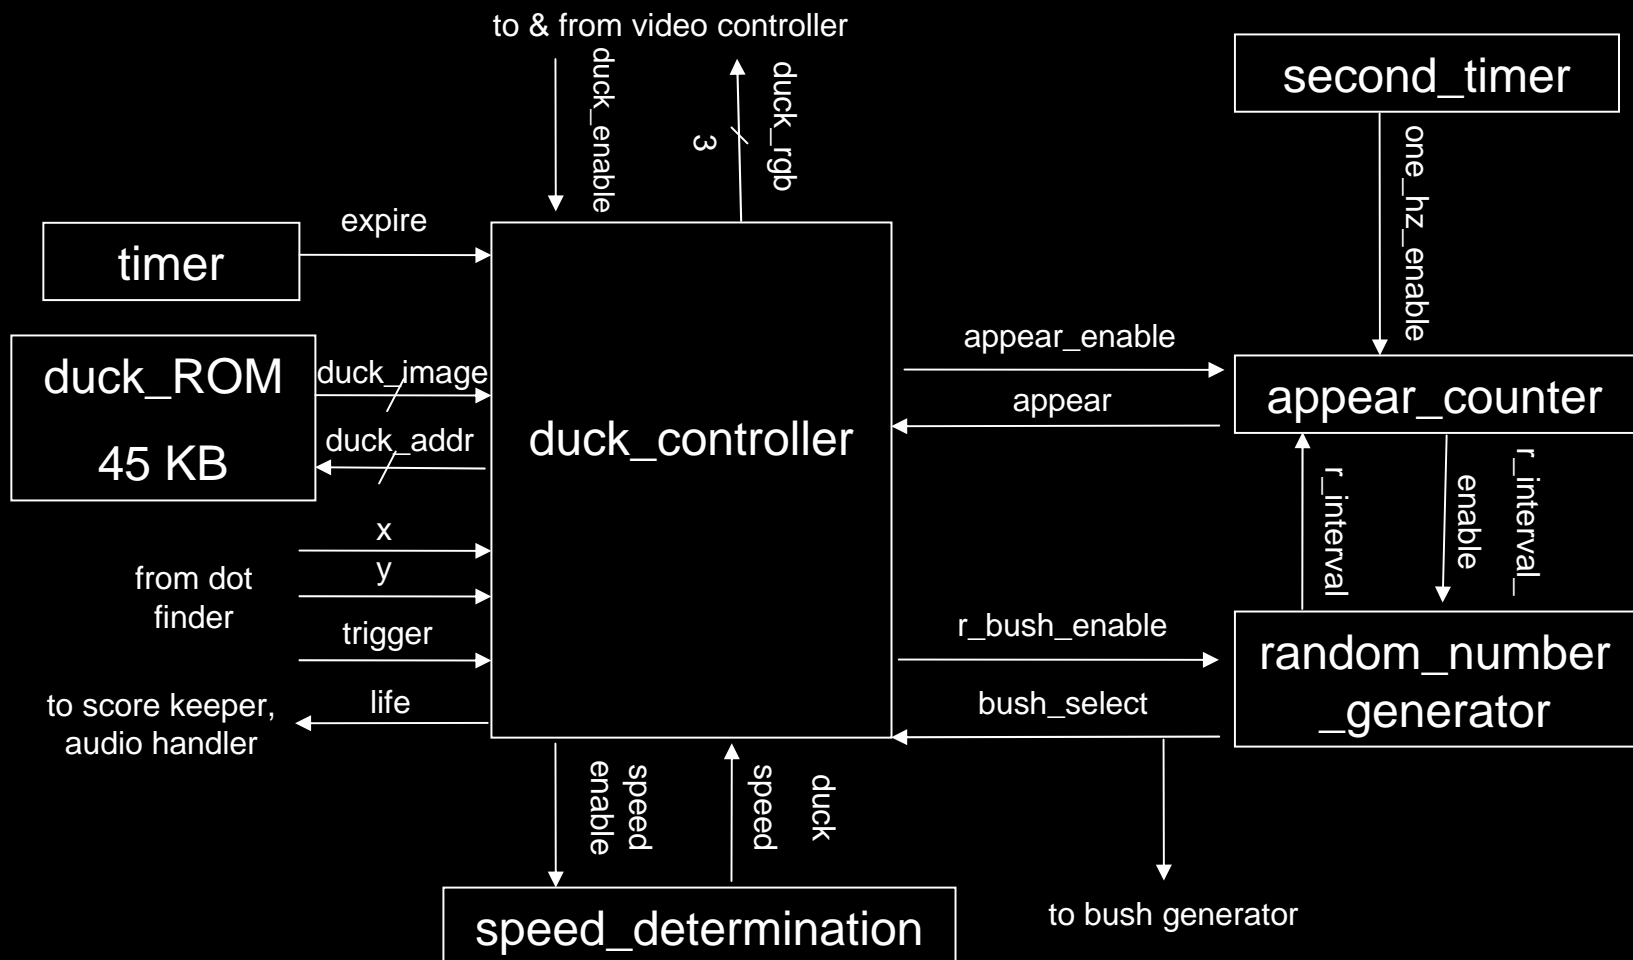 to & from video controller
duck_enable
duck_rgb
3
second_timer
one_hz_enable
expire
timer
duck_ROM
45 KB
duck_image
duck_addr
duck_controller
appear_enable
appear
appear_counter
r_interval
r_interval_
enable
x
y
from dot
finder
trigger
life
to score keeper,
audio handler
r_bush_enable
bush_select
random_number
_generator
speed
enable
duck
speed
to bush generator
speed_determination